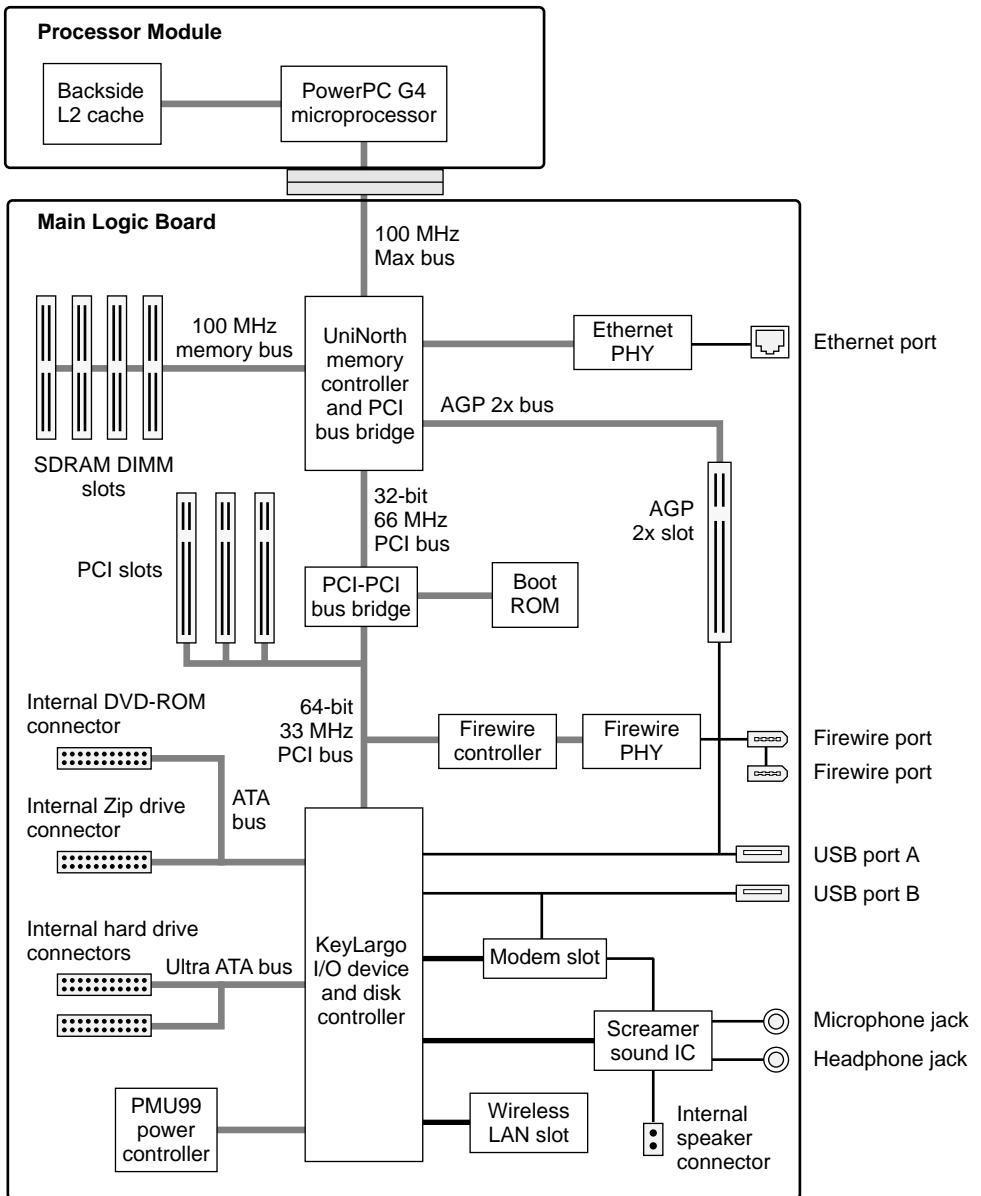 Processor Module
Backside
L2 cache
PowerPC G4
microprocessor
Main Logic Board
100 MHz
Max bus
100 MHz
memory bus
UniNorth
memory
controller
and PCI
bus bridge
Ethernet
PHY
Ethernet port
AGP 2x bus
SDRAM DIMM
slots
32-bit
66 MHz
PCI bus
AGP
2x slot
PCI slots
PCI-PCI
bus bridge
Boot
ROM
Internal DVD-ROM
connector
64-bit
33 MHz
PCI bus
Firewire
controller
Firewire
PHY
Firewire port
Firewire port
ATA
bus
Internal Zip drive
connector
USB port A
USB port B
Internal hard drive
connectors
Ultra ATA bus
KeyLargo
I/O device
and disk
controller
Modem slot
Screamer
sound IC
Microphone jack
Headphone jack
PMU99
power
controller
Wireless
LAN slot
Internal
speaker
connector